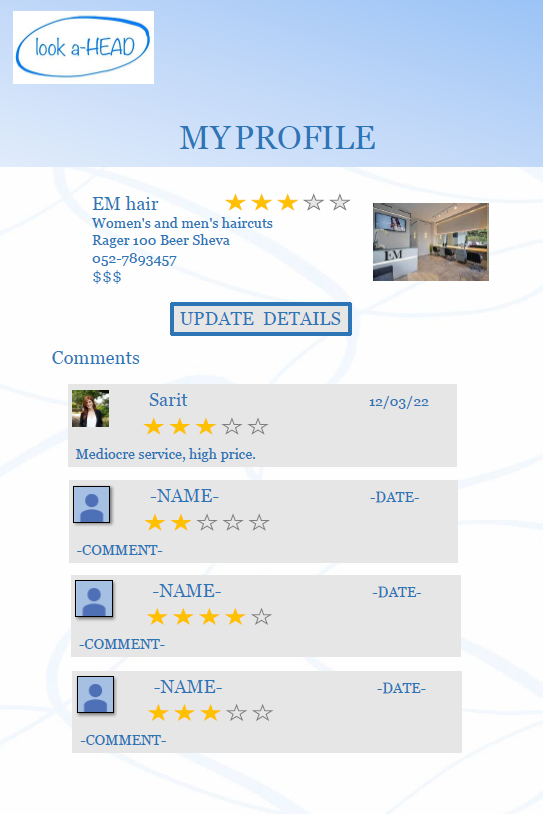 look a-HEAD
MY PROFILE
EM hair
Women's and men's haircuts
Rager 100 Beer Sheva
052-7893457
$$$
EM
UPDATE DETAILS
Comments
Sarit 12/03/22
Mediocre service, high price.
-NAME- -DATE-
-COMMENT-
-NAME- -DATE-
-COMMENT-
-NAME- -DATE-
-COMMENT-